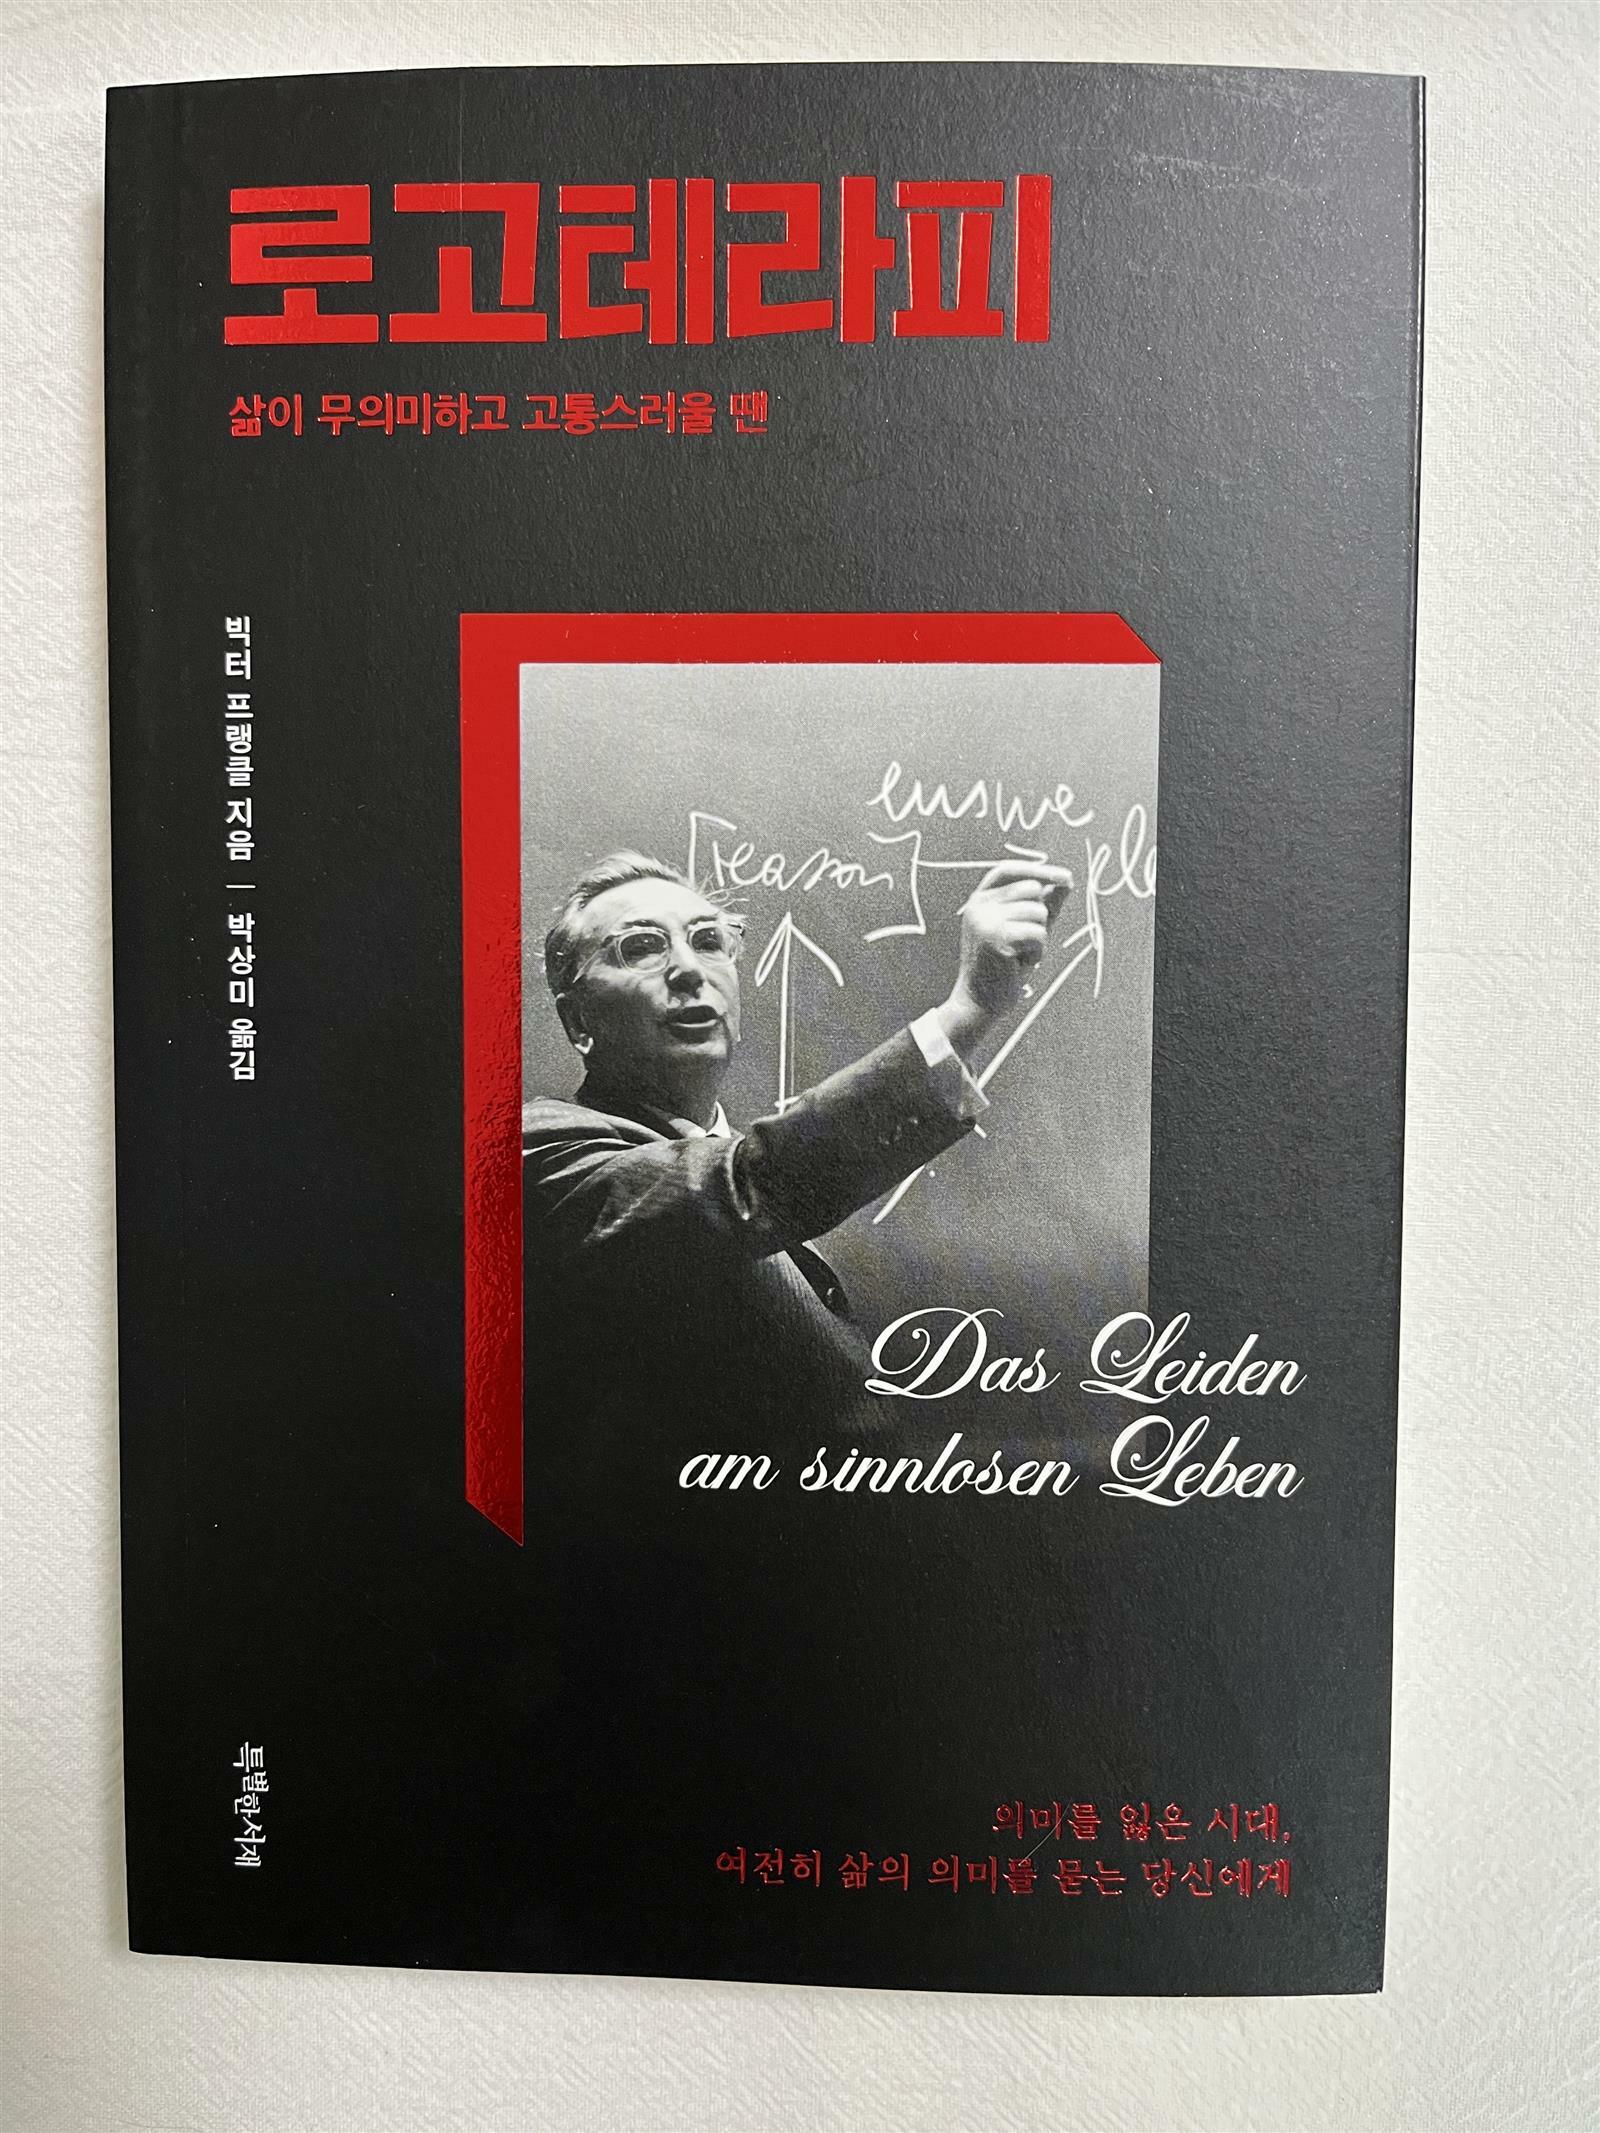 로고테라피
삶이 무의미하고 고통스러울 땐
빅터 프랭클 지음 | 박상미 옮김
ensue
[reason]
Das Leiden
am sinnlosen Leben
특별한서재
의미를 잃은 시대,
여전히 삶의 의미를 묻는 당신에게